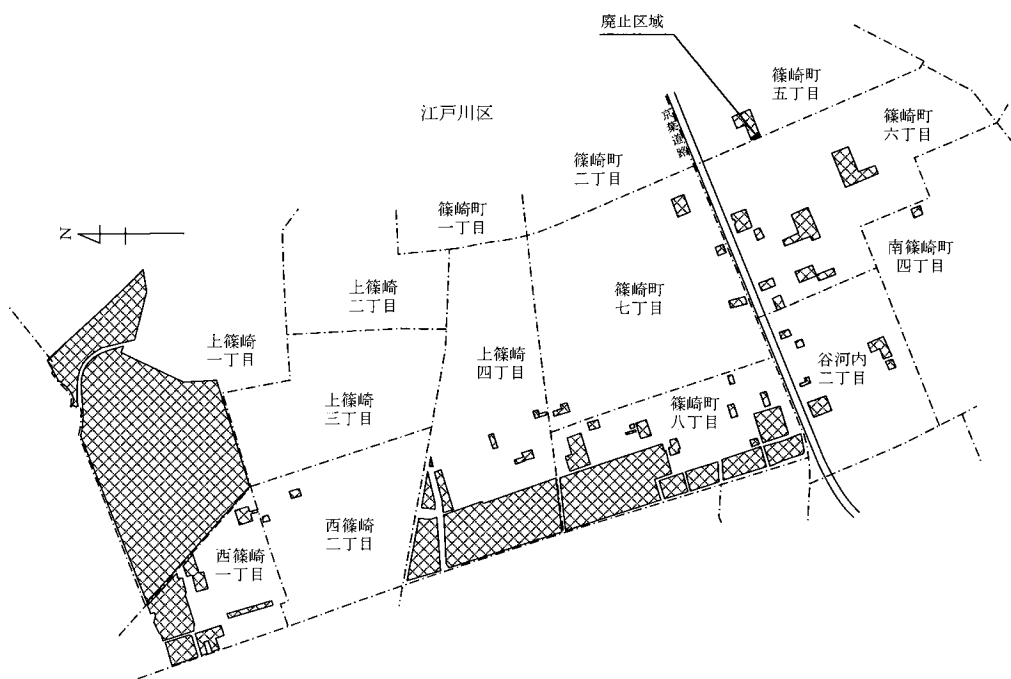 廃止区域
篠崎町
五丁目
江戸川区
京葉道路
篠崎町
六丁目
篠崎町
二丁目
篠崎町
一丁目
N
南篠崎町
四丁目
上篠崎
二丁目
篠崎町
七丁目
上篠崎
一丁目
上篠崎
四丁目
谷河内
二丁目
上篠崎
三丁目
篠崎町
八丁目
西篠崎
二丁目
西篠崎
一丁目